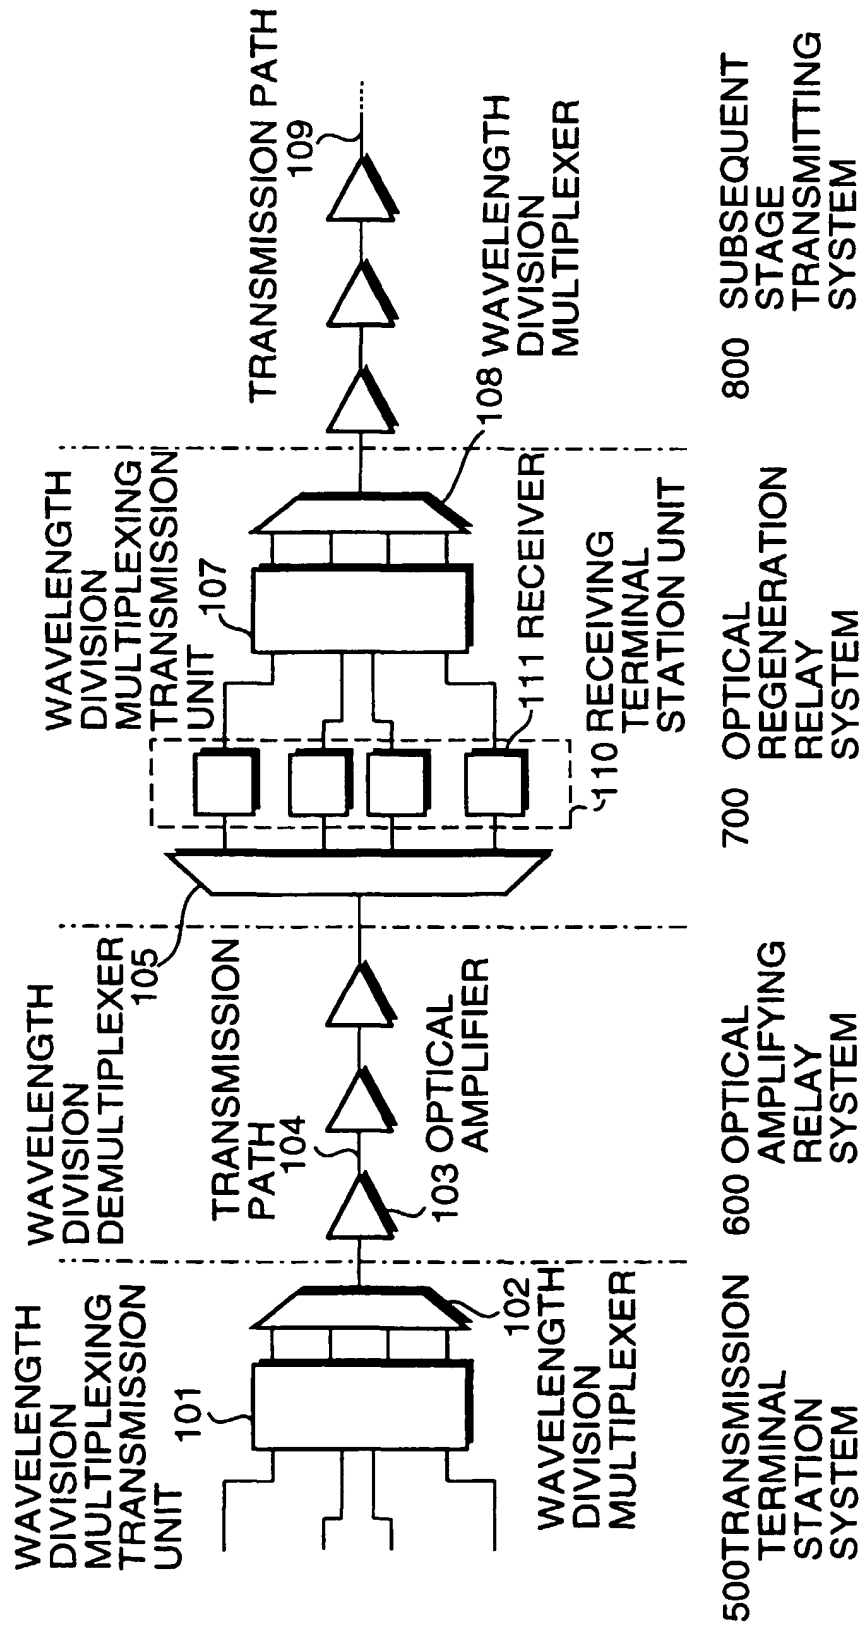 WAVELENGTH
DIVISION
MULTIPLEXING
TRANSMISSION
UNIT
101
WAVELENGTH
DIVISION
MULTIPLEXER
102
WAVELENGTH
DIVISION
DEMULTIPLEXER
105
TRANSMISSION
PATH
104
103 OPTICAL
AMPLIFIER
WAVELENGTH
DIVISION
MULTIPLEXING
TRANSMISSION
UNIT
107
111 RECEIVER
110 RECEIVING
TERMINAL
STATION UNIT
TRANSMISSION PATH
109
108 WAVELENGTH
DIVISION
MULTIPLEXER
500TRANSMISSION
TERMINAL
STATION
SYSTEM
600 OPTICAL
AMPLIFYING
RELAY
SYSTEM
700 OPTICAL
REGENERATION
RELAY
SYSTEM
800 SUBSEQUENT
STAGE
TRANSMITTING
SYSTEM